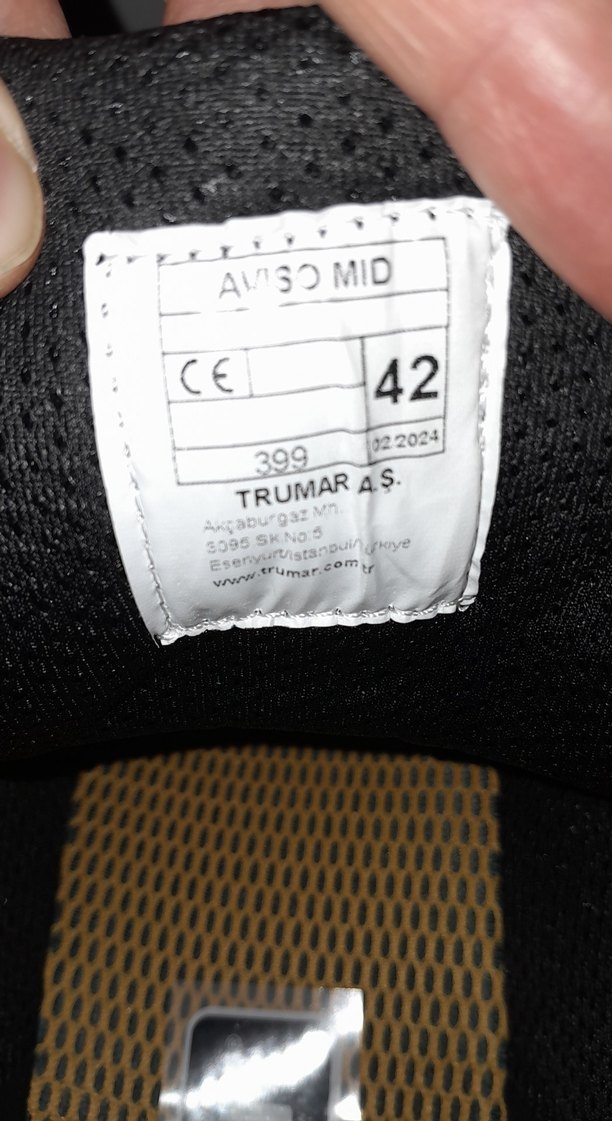 AVISO MID
CE
42
399
02.2024
TRUMAR A.Ş.
Akçaburgaz Mh.
3095 SK.No:5
Esenyurt/İstanbul/Türkiye
www.trumar.com.tr